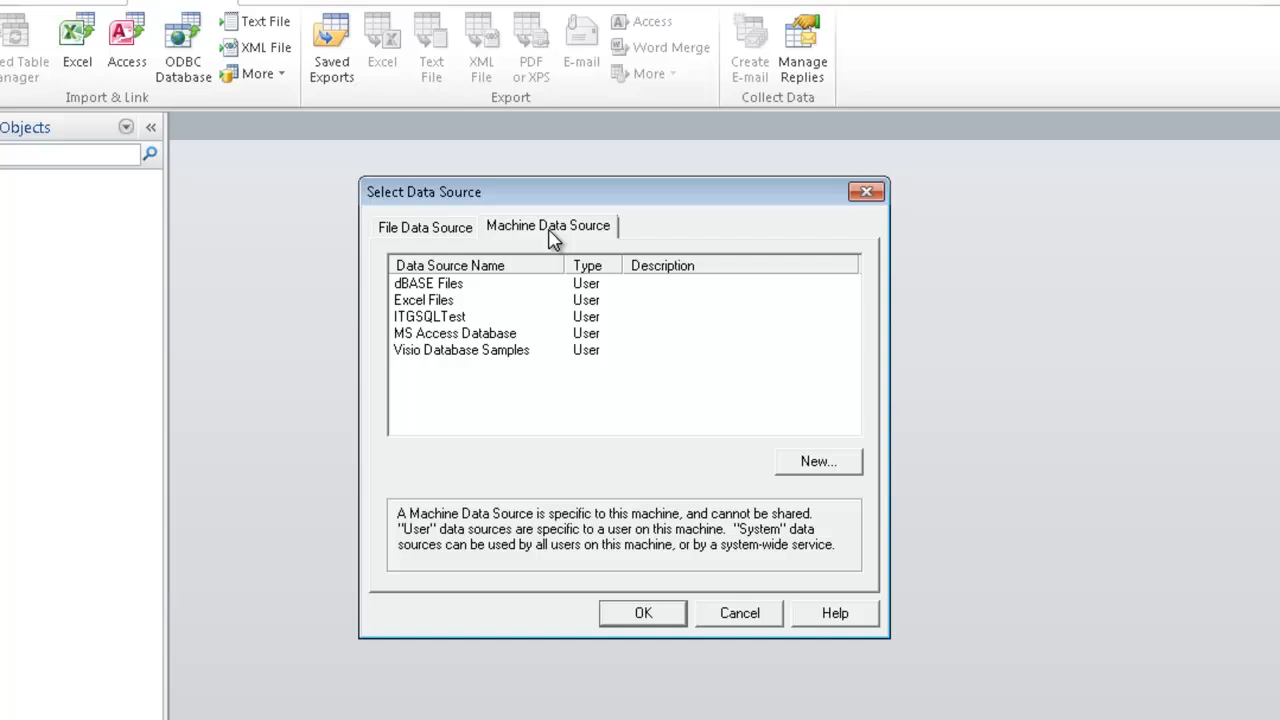 ed Table
anager
Excel
Access
ODBC
Database
Text File
XML File
More
Import & Link
Saved
Exports
Excel
Text
File
XML
File
PDF
or XPS
E-mail
Access
Word Merge
More
Export
Create
E-mail
Manage
Replies
Collect Data
Objects
Select Data Source
File Data Source
Machine Data Source
Data Source Name Type Description
dBASE Files User
Excel Files User
ITGSQLTest User
MS Access Database User
Visio Database Samples User
New...
A Machine Data Source is specific to this machine, and cannot be shared.
"User" data sources are specific to a user on this machine. "System" data
sources can be used by all users on this machine, or by a system-wide service.
OK Cancel Help